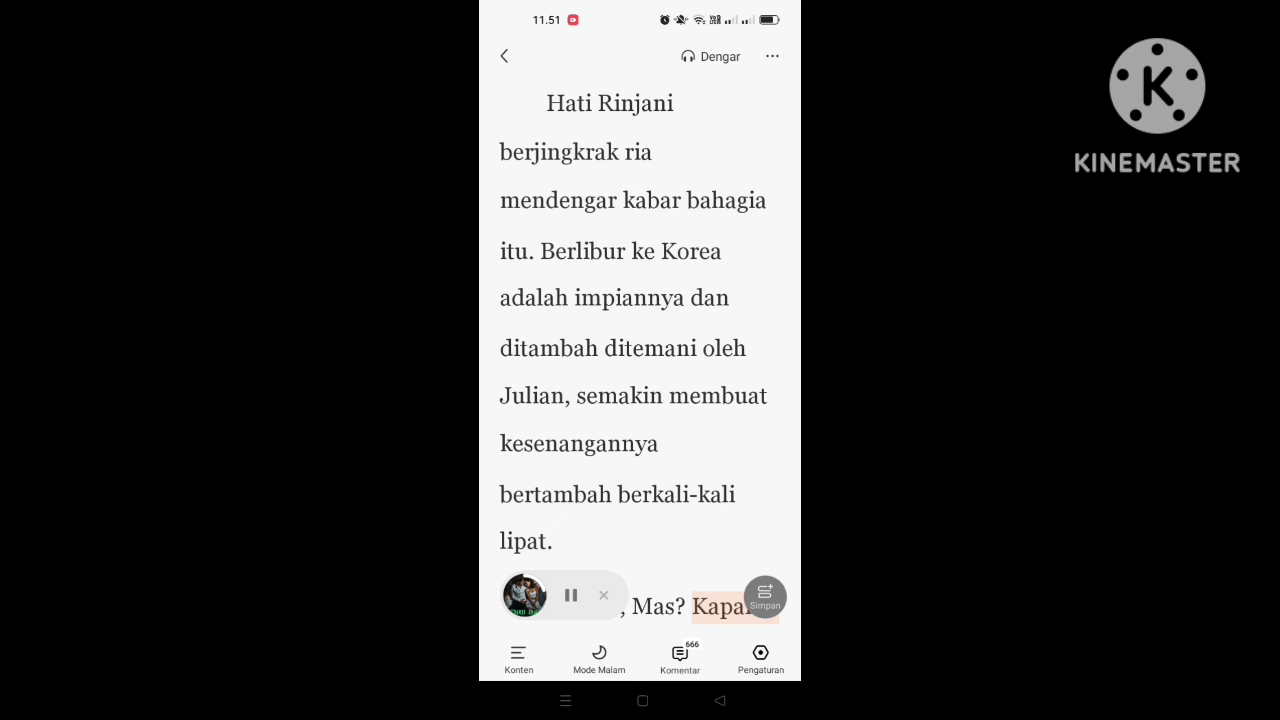 11.51
Dengar
Hati Rinjani
berjingkrak ria
mendengar kabar bahagia
itu. Berlibur ke Korea
adalah impiannya dan
ditambah ditemani oleh
Julian, semakin membuat
kesenangannya
bertambah berkali-kali
lipat.
, Mas?
Simpan
666
Konten
Mode Malam
Komentar
Pengaturan
K
KINEMASTER